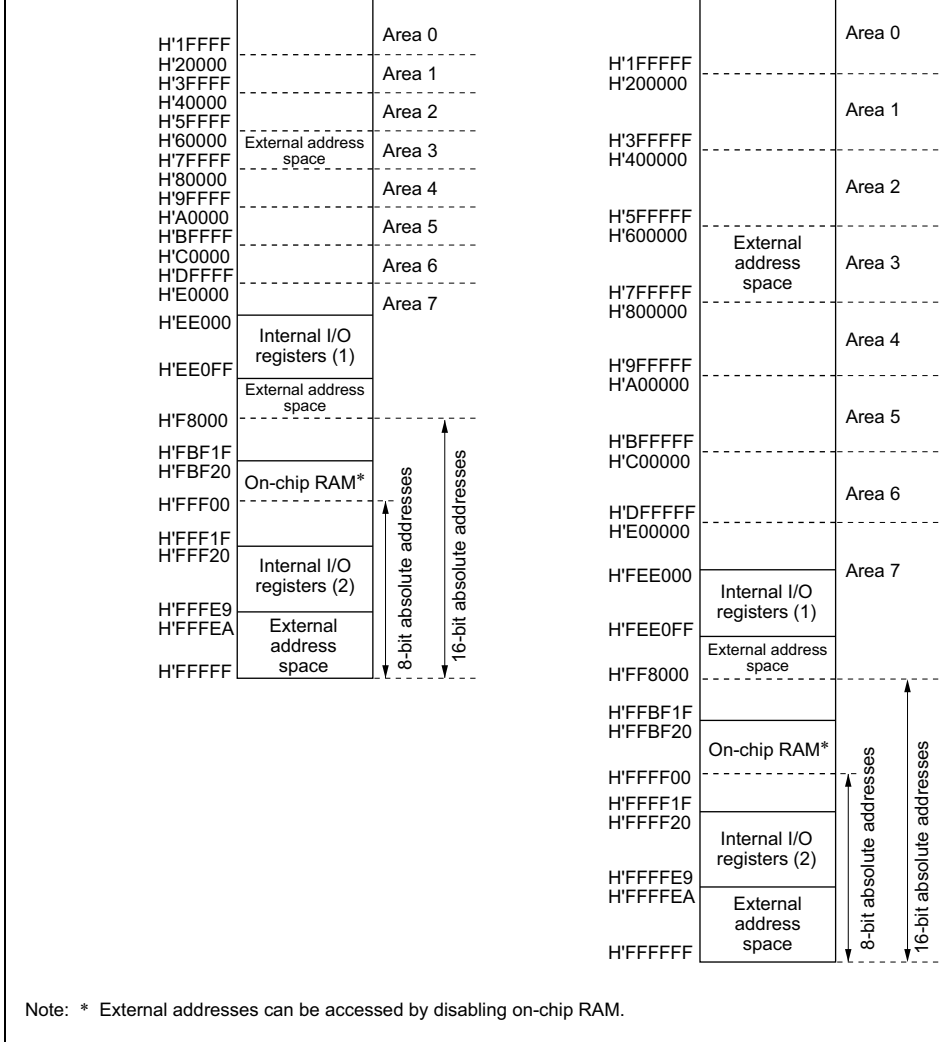 H'1FFFF
H'20000
H'3FFFF
H'40000
H'5FFFF
H'60000
H'7FFFF
H'80000
H'9FFFF
H'A0000
H'BFFFF
H'C0000
H'DFFFF
H'E0000
H'EE000
H'EE0FF
H'F8000
H'FBF1F
H'FBF20
H'FFF00
H'FFF1F
H'FFF20
H'FFFE9
H'FFFEA
H'FFFFF
External address
space
Internal I/O
registers (1)
External address
space
On-chip RAM*
Internal I/O
registers (2)
External
address
space
Area 0
Area 1
Area 2
Area 3
Area 4
Area 5
Area 6
Area 7
8-bit absolute addresses
16-bit absolute addresses
H'1FFFFF
H'200000
H'3FFFFF
H'400000
H'5FFFFF
H'600000
H'7FFFFF
H'800000
H'9FFFFF
H'A00000
H'BFFFFF
H'C00000
H'DFFFFF
H'E00000
H'FEE000
H'FEE0FF
H'FF8000
H'FFBF1F
H'FFBF20
H'FFFF00
H'FFFF1F
H'FFFF20
H'FFFFE9
H'FFFFEA
H'FFFFFF
External
address
space
Internal I/O
registers (1)
External address
space
On-chip RAM*
Internal I/O
registers (2)
External
address
space
Area 0
Area 1
Area 2
Area 3
Area 4
Area 5
Area 6
Area 7
8-bit absolute addresses
16-bit absolute addresses
Note: * External addresses can be accessed by disabling on-chip RAM.